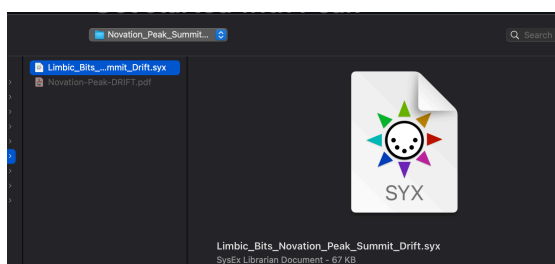 Novation_Peak_Summit...
Search
Limbic_Bits_...mmit_Drift.syx
Novation-Peak-DRIFT.pdf
SYX
Limbic_Bits_Novation_Peak_Summit_Drift.syx
SysEx Librarian Document - 67 KB